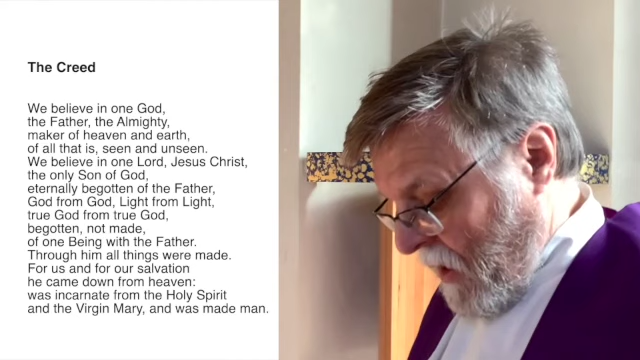 The Creed
We believe in one God,
the Father, the Almighty,
maker of heaven and earth,
of all that is, seen and unseen.
We believe in one Lord, Jesus Christ,
the only Son of God,
eternally begotten of the Father,
God from God, Light from Light,
true God from true God,
begotten, not made,
of one Being with the Father.
Through him all things were made.
For us and for our salvation
he came down from heaven:
was incarnate from the Holy Spirit
and the Virgin Mary, and was made man.